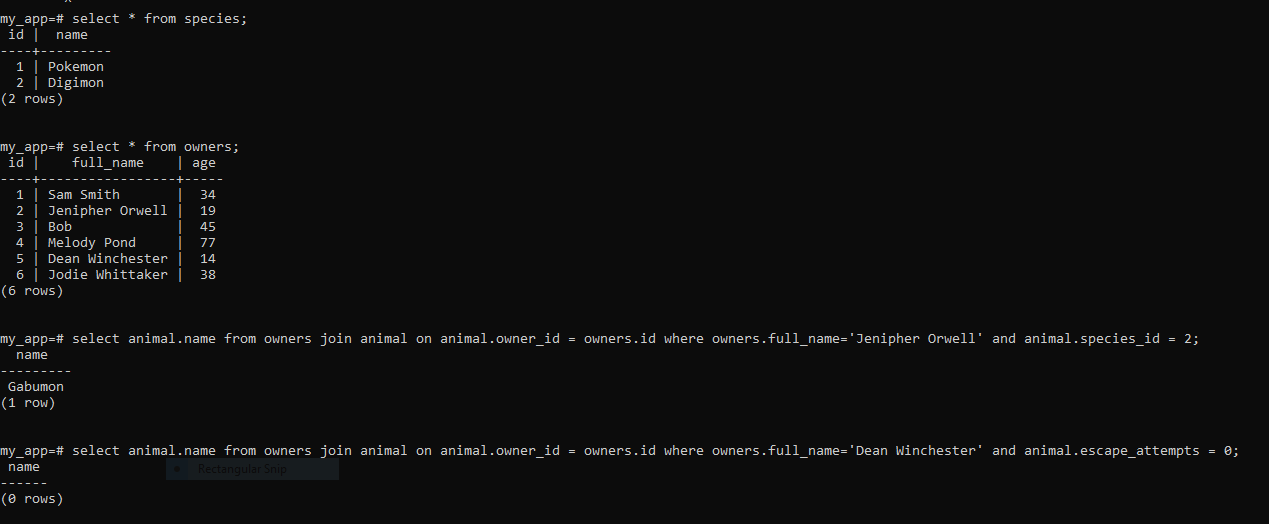 my_app=# select * from species;
 id |  name
----+---------
  1 | Pokemon
  2 | Digimon
(2 rows)
my_app=# select * from owners;
 id |    full_name    | age
----+-----------------+-----
  1 | Sam Smith       |  34
  2 | Jenipher Orwell |  19
  3 | Bob             |  45
  4 | Melody Pond     |  77
  5 | Dean Winchester |  14
  6 | Jodie Whittaker |  38
(6 rows)
my_app=# select animal.name from owners join animal on animal.owner_id = owners.id where owners.full_name='Jenipher Orwell' and animal.species_id = 2;
  name
---------
 Gabumon
(1 row)
my_app=# select animal.name from owners join animal on animal.owner_id = owners.id where owners.full_name='Dean Winchester' and animal.escape_attempts = 0;
 name
Rectangular Snip
------
(0 rows)